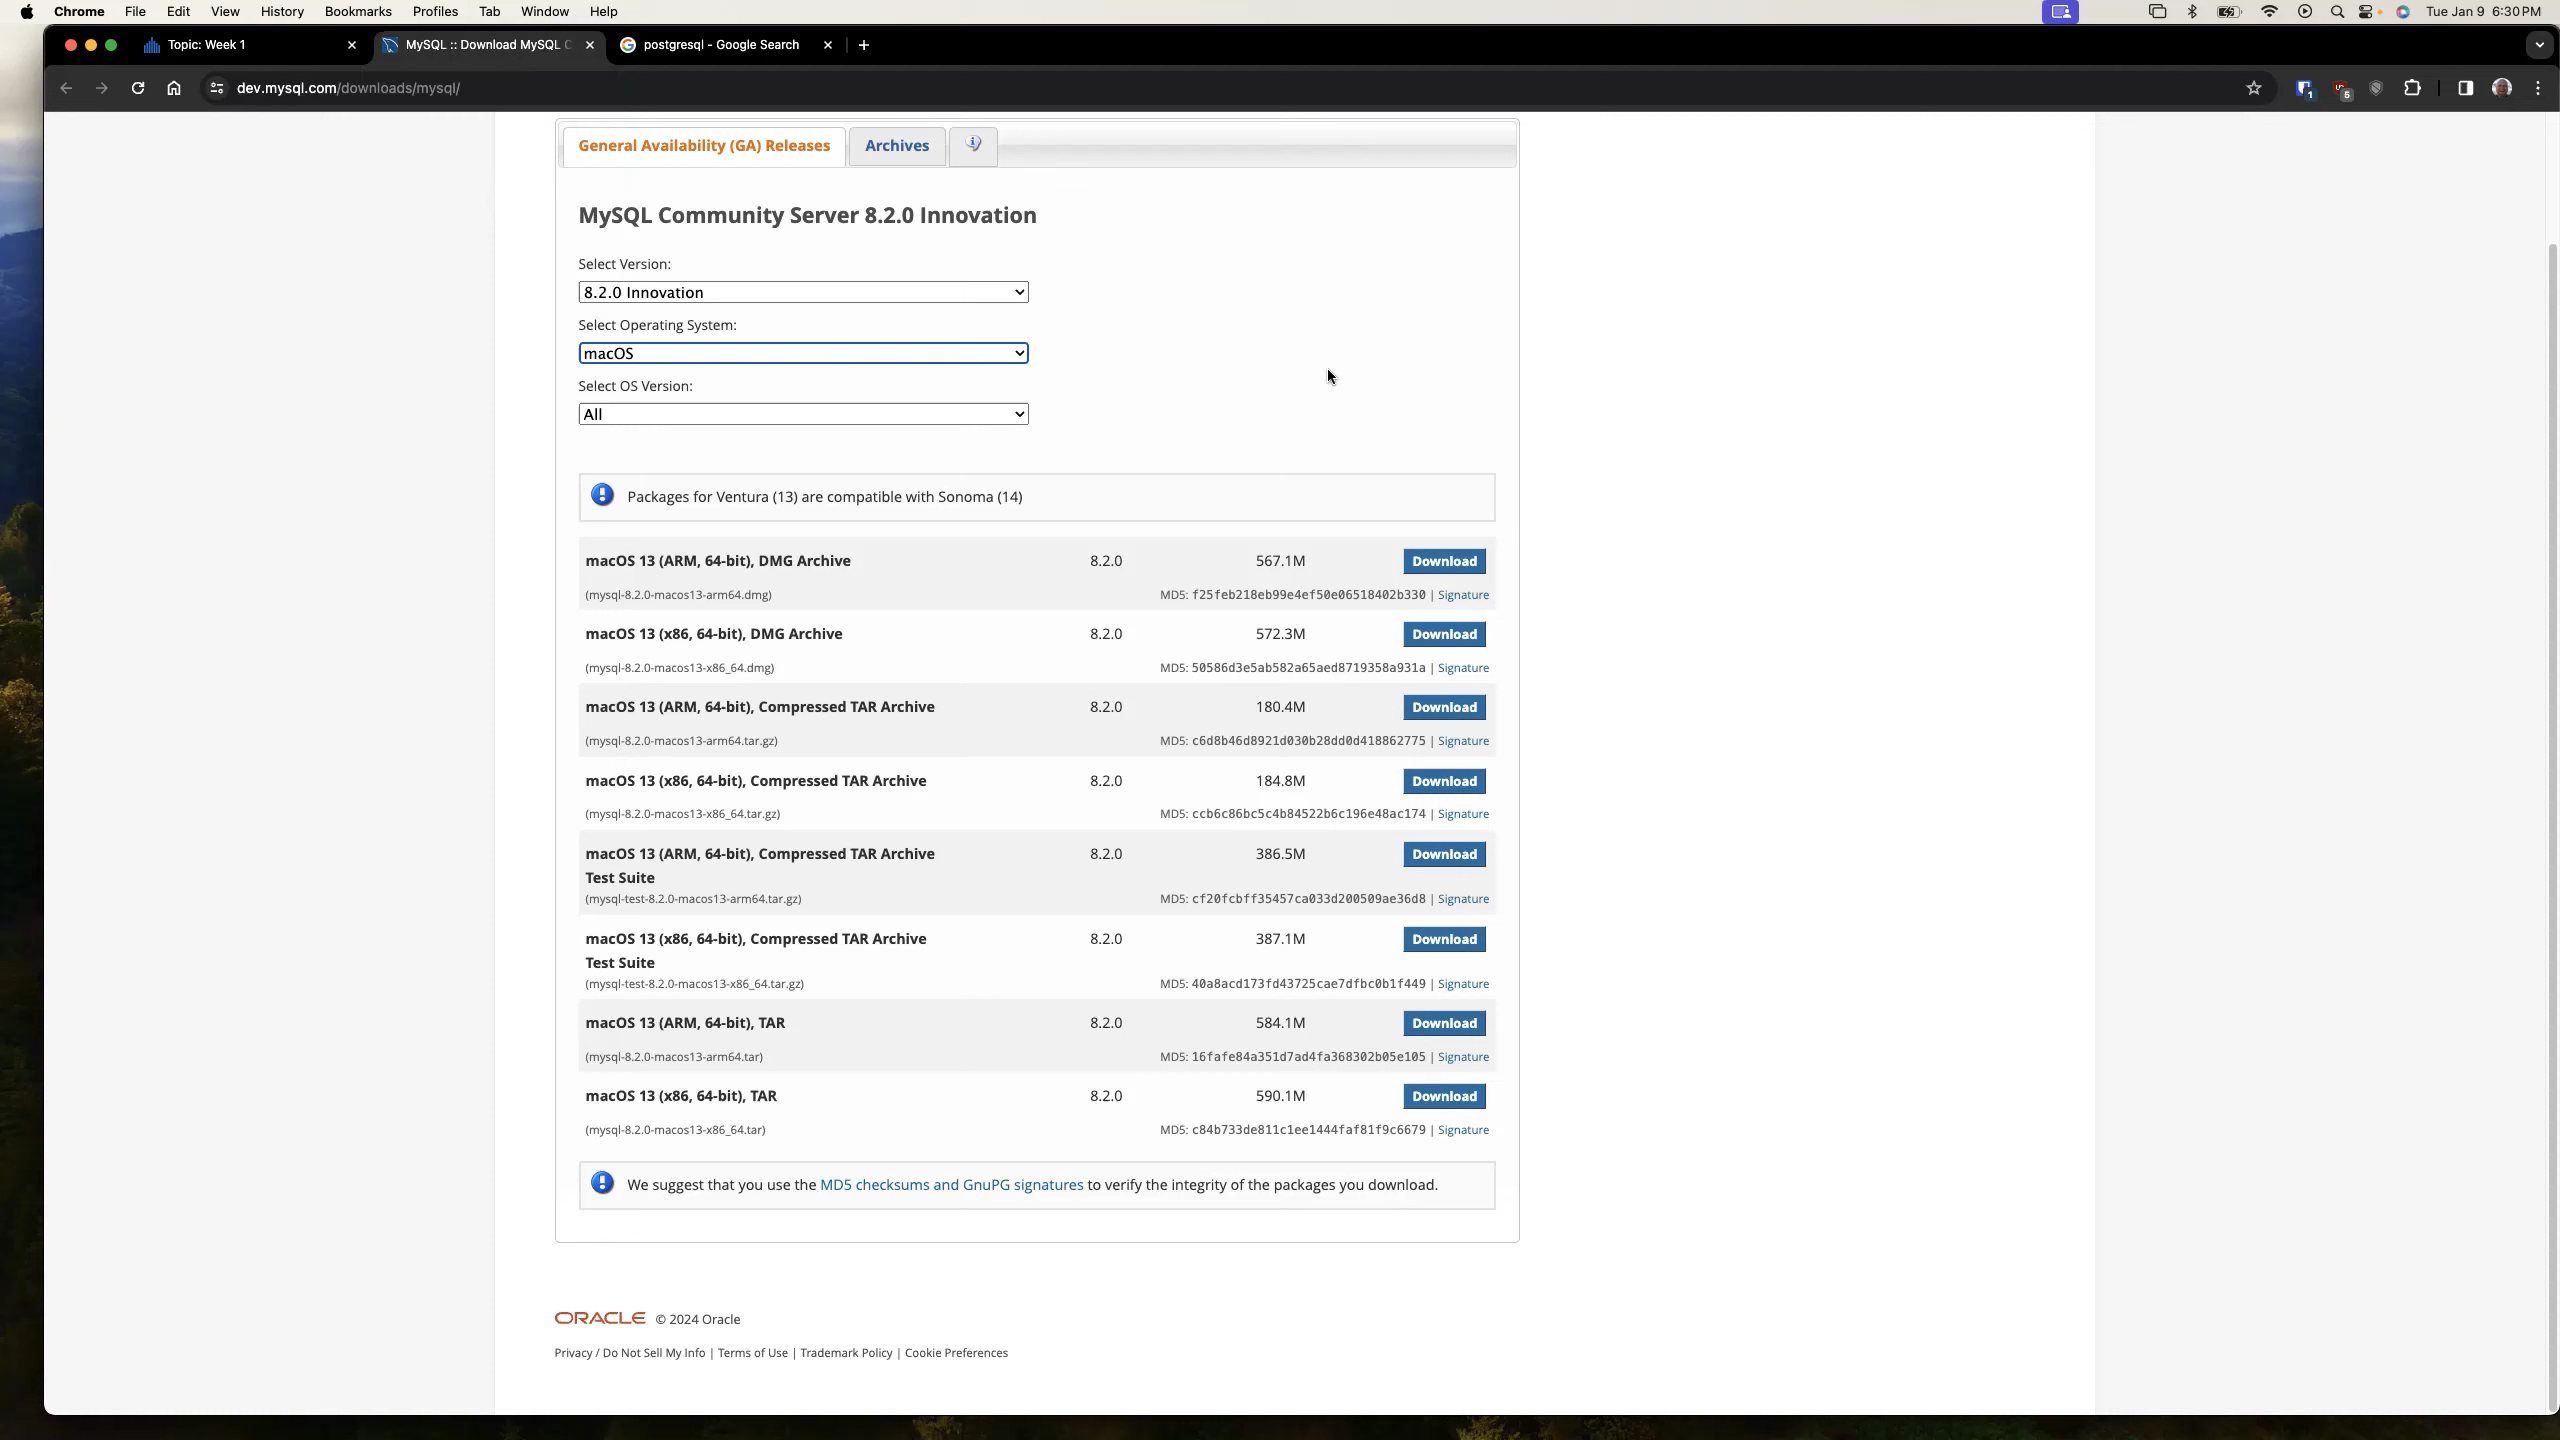 Chrome File Edit View History Bookmarks Profiles Tab Window Help Tue Jan 9 6:30 PM
Topic: Week 1 MySQL :: Download MySQL C postgresql - Google Search
dev.mysql.com/downloads/mysql/
1 5
General Availability (GA) Releases Archives
MySQL Community Server 8.2.0 Innovation
Select Version:
8.2.0 Innovation
Select Operating System:
macOS
Select OS Version:
All
Packages for Ventura (13) are compatible with Sonoma (14)
macOS 13 (ARM, 64-bit), DMG Archive 8.2.0 567.1M Download
(mysql-8.2.0-macos13-arm64.dmg) MD5: f25feb218eb99e4ef50e06518402b330 | Signature
macOS 13 (x86, 64-bit), DMG Archive 8.2.0 572.3M Download
(mysql-8.2.0-macos13-x86_64.dmg) MD5: 50586d3e5ab582a65aed8719358a931a | Signature
macOS 13 (ARM, 64-bit), Compressed TAR Archive 8.2.0 180.4M Download
(mysql-8.2.0-macos13-arm64.tar.gz) MD5: c6d8b46d8921d030b28dd0d418862775 | Signature
macOS 13 (x86, 64-bit), Compressed TAR Archive 8.2.0 184.8M Download
(mysql-8.2.0-macos13-x86_64.tar.gz) MD5: ccb6c86bc5c4b84522b6c196e48ac174 | Signature
macOS 13 (ARM, 64-bit), Compressed TAR Archive 8.2.0 386.5M Download
Test Suite
(mysql-test-8.2.0-macos13-arm64.tar.gz) MD5: cf20fcbff35457ca033d200509ae36d8 | Signature
macOS 13 (x86, 64-bit), Compressed TAR Archive 8.2.0 387.1M Download
Test Suite
(mysql-test-8.2.0-macos13-x86_64.tar.gz) MD5: 40a8acd173fd43725cae7dfbc0b1f449 | Signature
macOS 13 (ARM, 64-bit), TAR 8.2.0 584.1M Download
(mysql-8.2.0-macos13-arm64.tar) MD5: 16fafe84a351d7ad4fa368302b05e105 | Signature
macOS 13 (x86, 64-bit), TAR 8.2.0 590.1M Download
(mysql-8.2.0-macos13-x86_64.tar) MD5: c84b733de811c1ee1444faf81f9c6679 | Signature
We suggest that you use the MD5 checksums and GnuPG signatures to verify the integrity of the packages you download.
ORACLE © 2024 Oracle
Privacy / Do Not Sell My Info | Terms of Use | Trademark Policy | Cookie Preferences